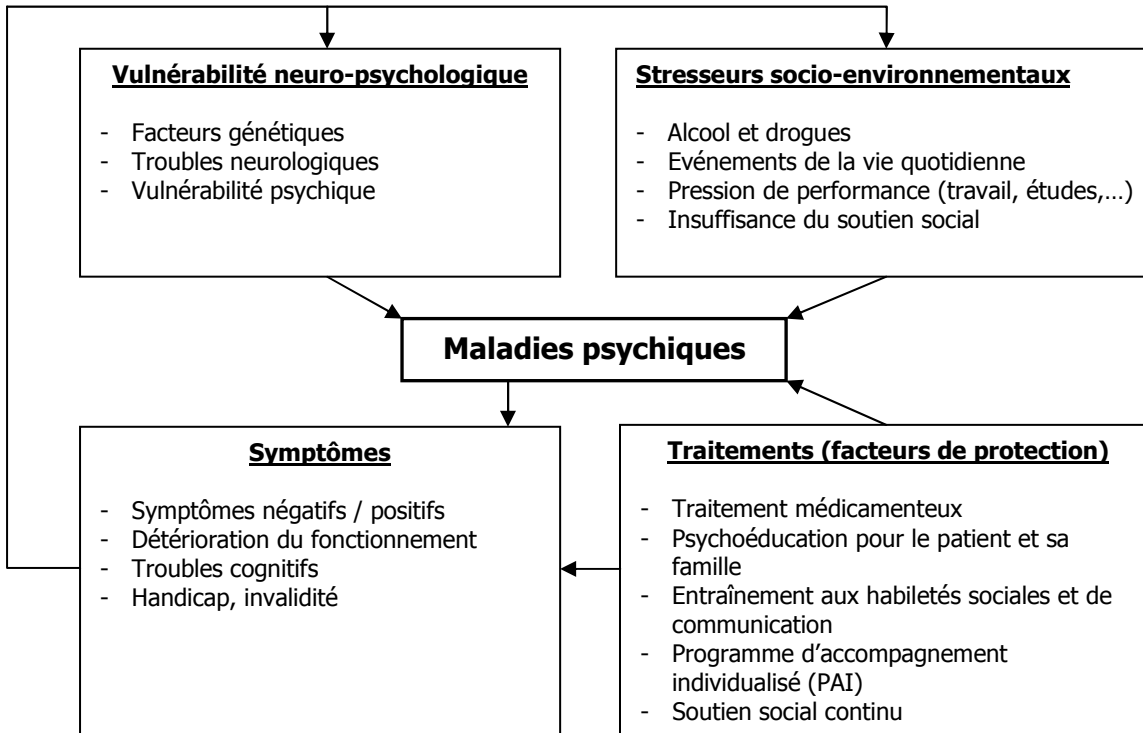 Vulnérabilité neuro-psychologique
- Facteurs génétiques
- Troubles neurologiques
- Vulnérabilité psychique
Stresseurs socio-environnementaux
- Alcool et drogues
- Evénements de la vie quotidienne
- Pression de performance (travail, études,…)
- Insuffisance du soutien social
Maladies psychiques
Symptômes
- Symptômes négatifs / positifs
- Détérioration du fonctionnement
- Troubles cognitifs
- Handicap, invalidité
Traitements (facteurs de protection)
- Traitement médicamenteux
- Psychoéducation pour le patient et sa
famille
- Entraînement aux habiletés sociales et de
communication
- Programme d’accompagnement
individualisé (PAI)
- Soutien social continu